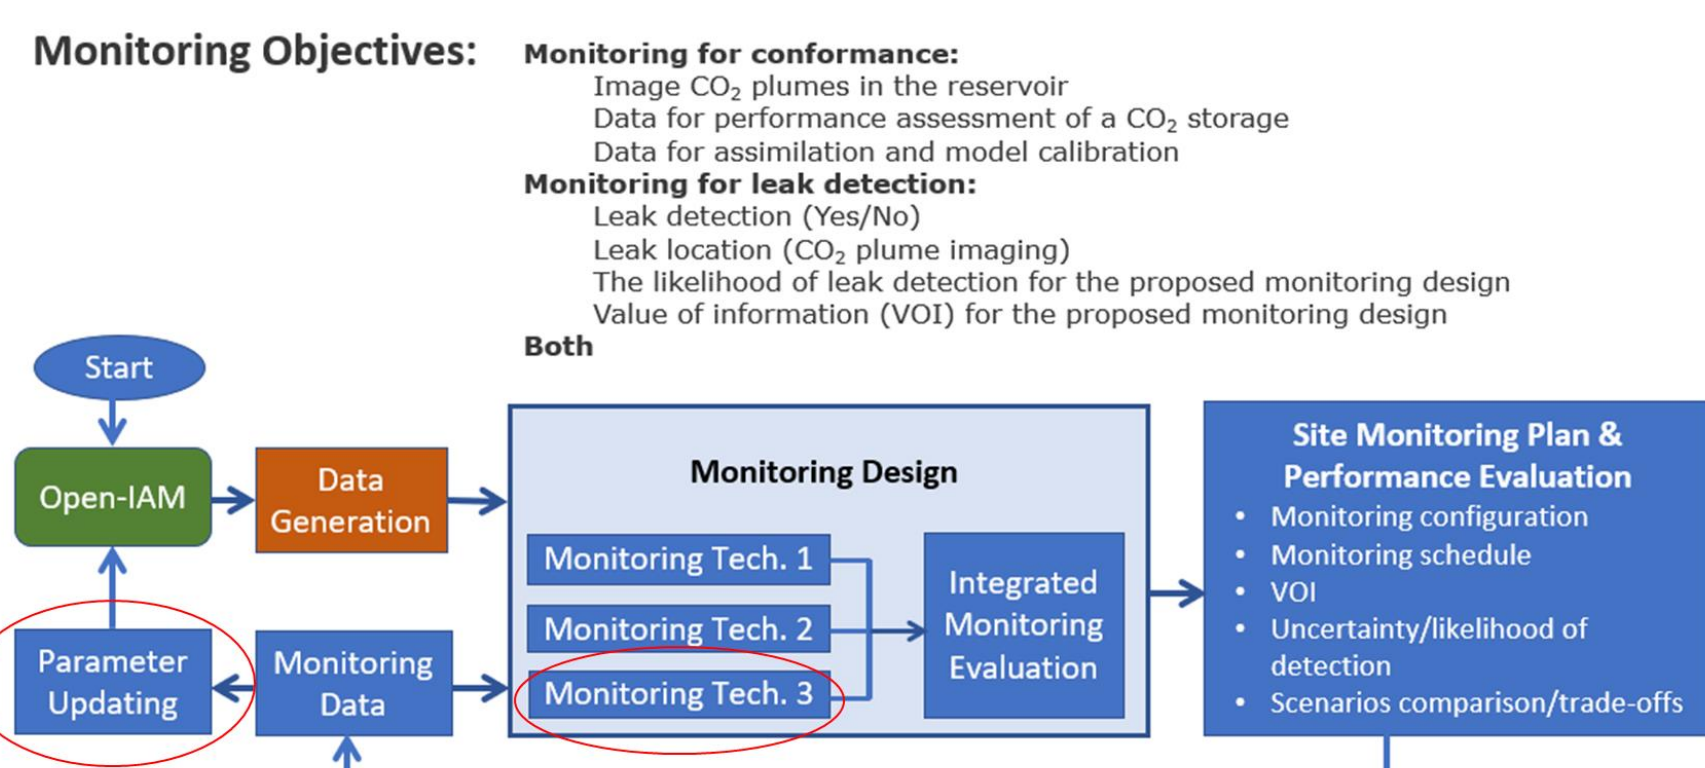 Monitoring Objectives:
Monitoring for conformance:
Image CO₂ plumes in the reservoir
Data for performance assessment of a CO₂ storage
Data for assimilation and model calibration
Monitoring for leak detection:
Leak detection (Yes/No)
Leak location (CO₂ plume imaging)
The likelihood of leak detection for the proposed monitoring design
Value of information (VOI) for the proposed monitoring design
Both
Start
Open-IAM
Data
Generation
Parameter
Updating
Monitoring
Data
Monitoring Design
Monitoring Tech. 1
Monitoring Tech. 2
Monitoring Tech. 3
Integrated
Monitoring
Evaluation
Site Monitoring Plan &
Performance Evaluation
• Monitoring configuration
• Monitoring schedule
• VOI
• Uncertainty/likelihood of
detection
• Scenarios comparison/trade-offs